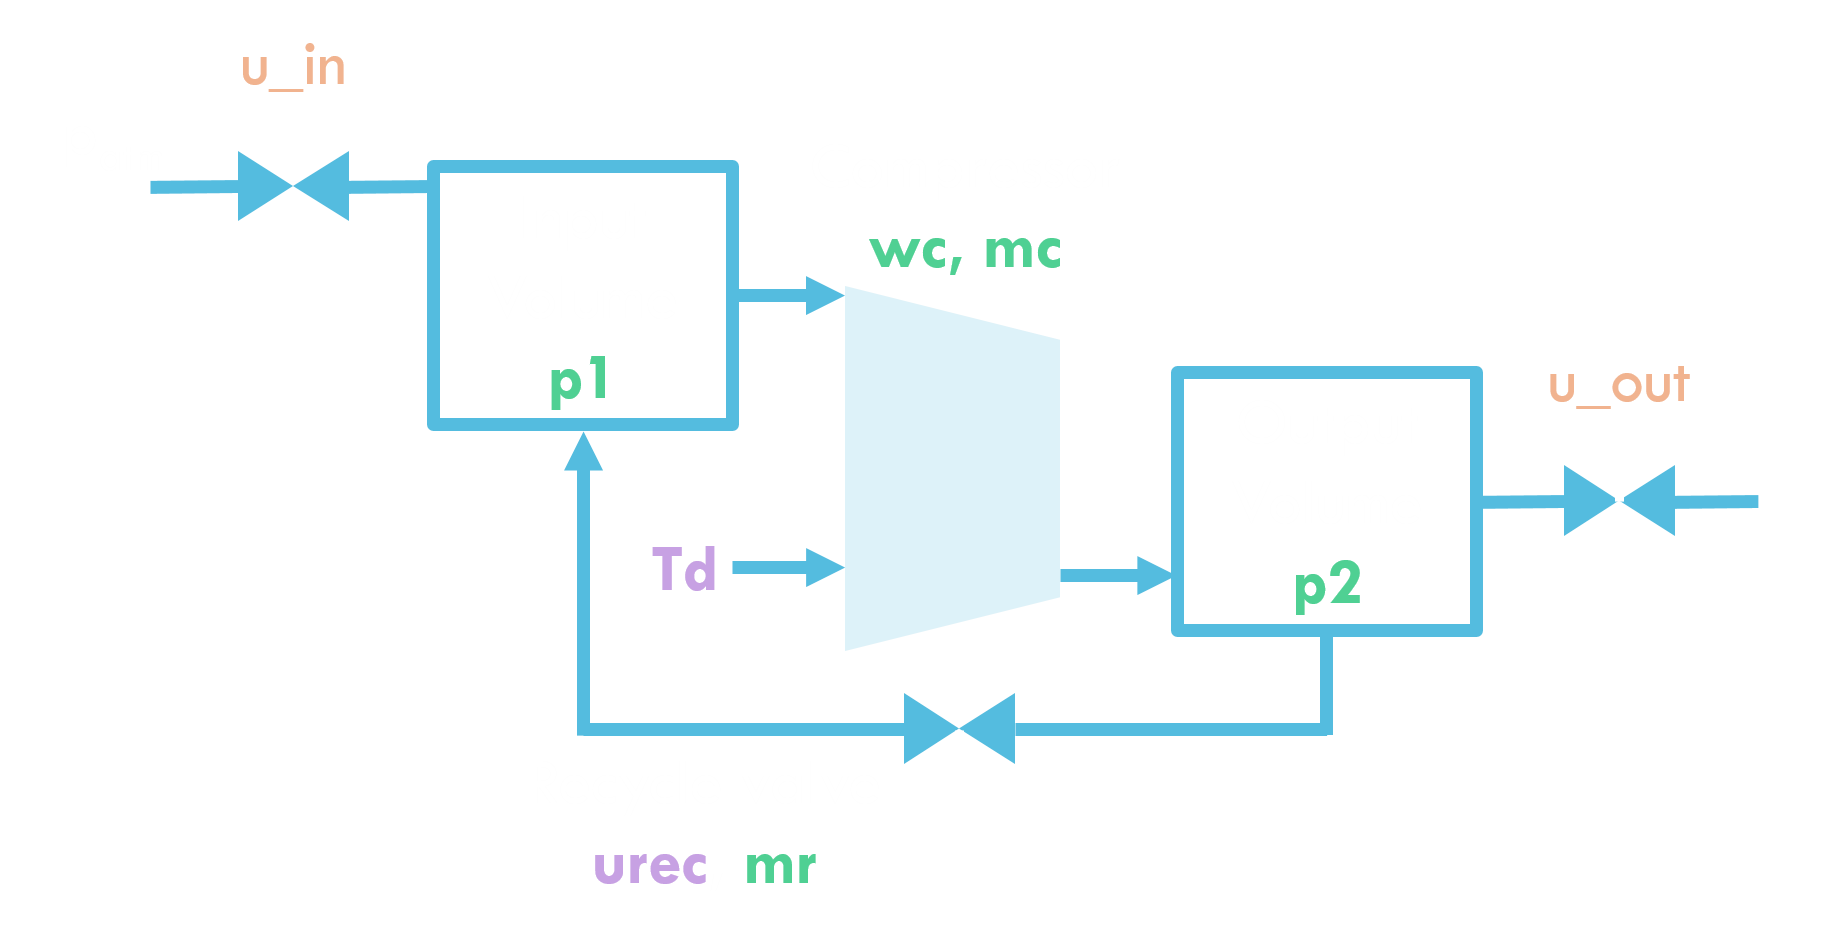 u_in
wc, mc
p1
u_out
Td
p2
urec mr